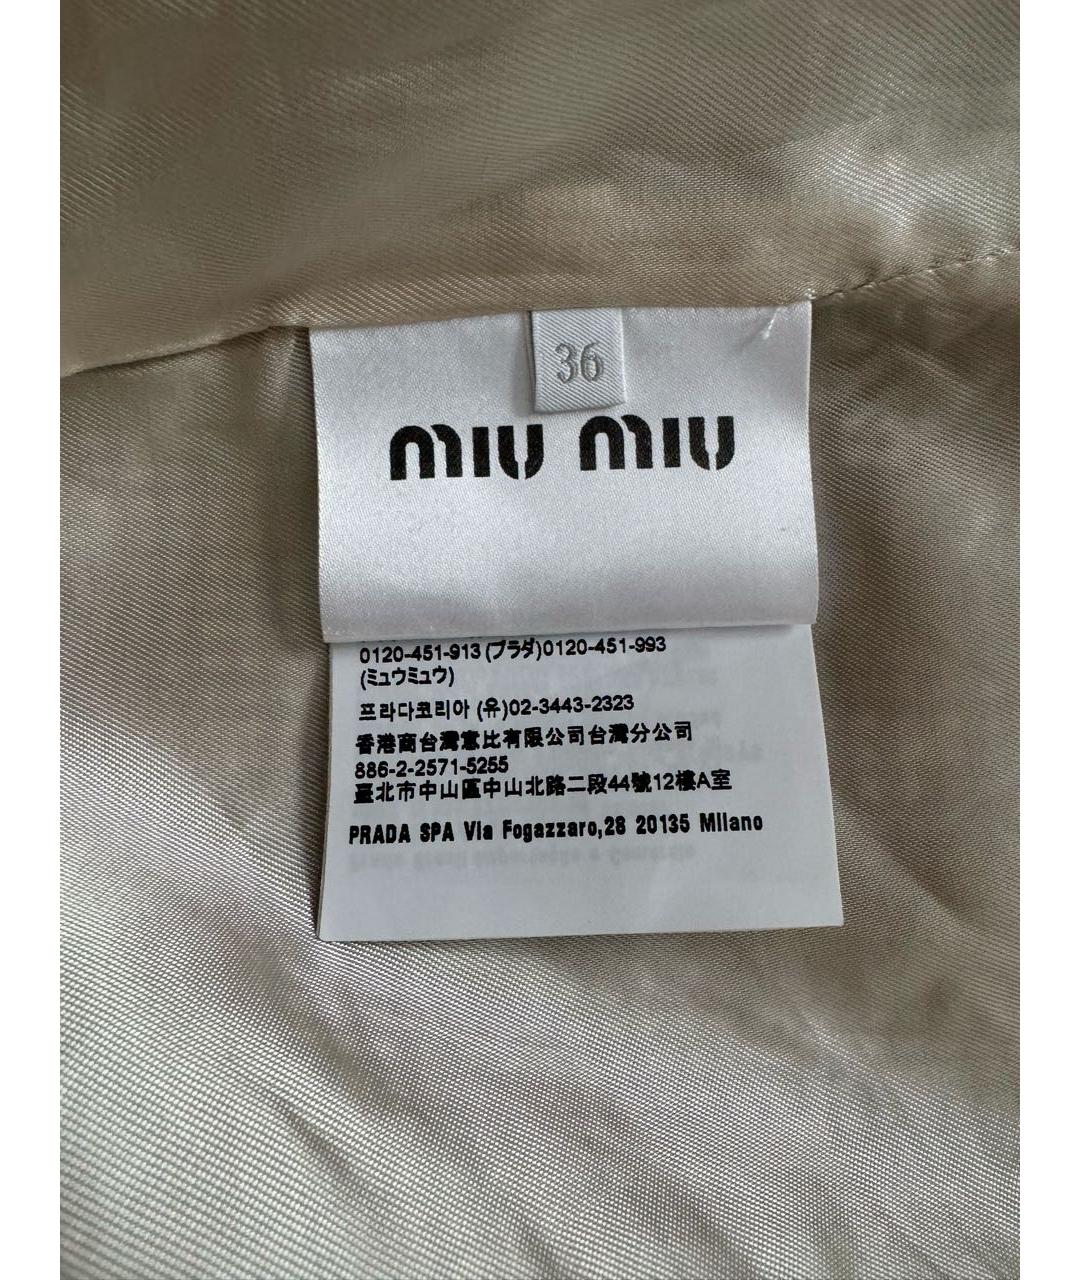 36
miu miu
0120-451-913 (プラダ)0120-451-993
(ミュウミュウ)
프라다코리아 (유)02-3443-2323
香港商台灣惠比有限公司台灣分公司
886-2-2571-5255
臺北市中山區中山北路二段44號12樓A室
PRADA SPA Via Fogazzaro,28 20135 Milano